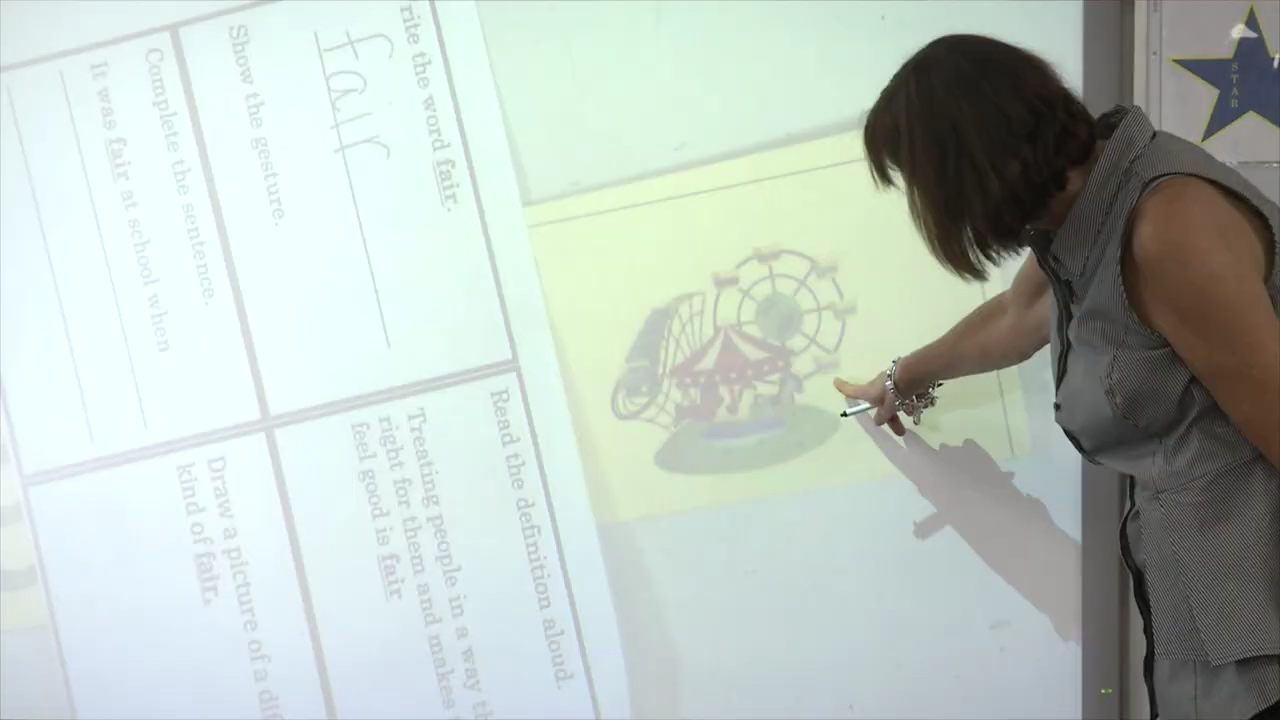 rite the word fair.
fair
Show the gesture.
Complete the sentence.
It was fair at school when
Read the definition aloud.
Treating people in a way
right for them and makes
feel good is fair
Draw a picture of a
kind of fair.
STAR